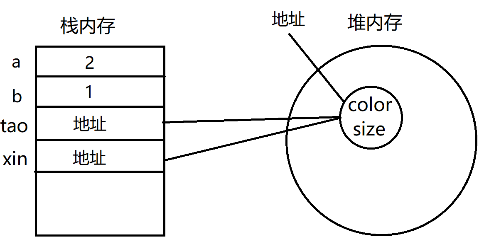 栈内存
地址
堆内存
a 2
b 1
tao 地址
xin 地址
color
size